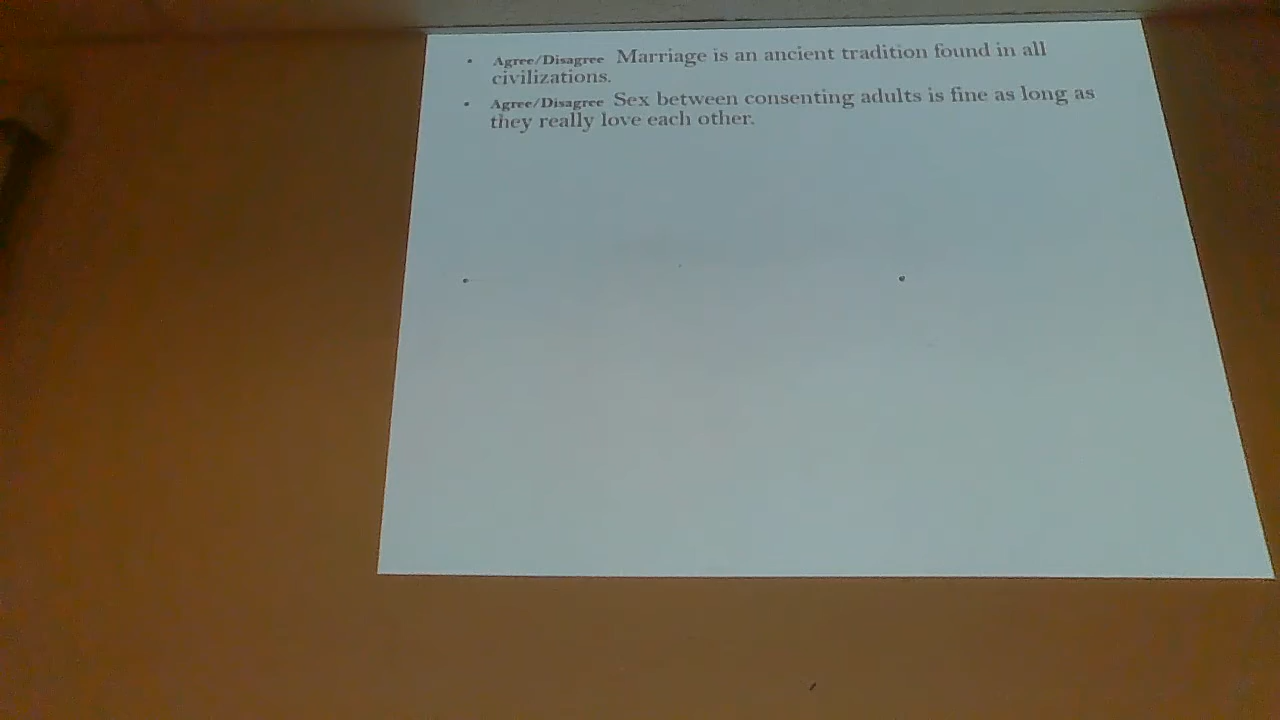 • Agree/Disagree Marriage is an ancient tradition found in all
civilizations.
• Agree/Disagree Sex between consenting adults is fine as long as
they really love each other.